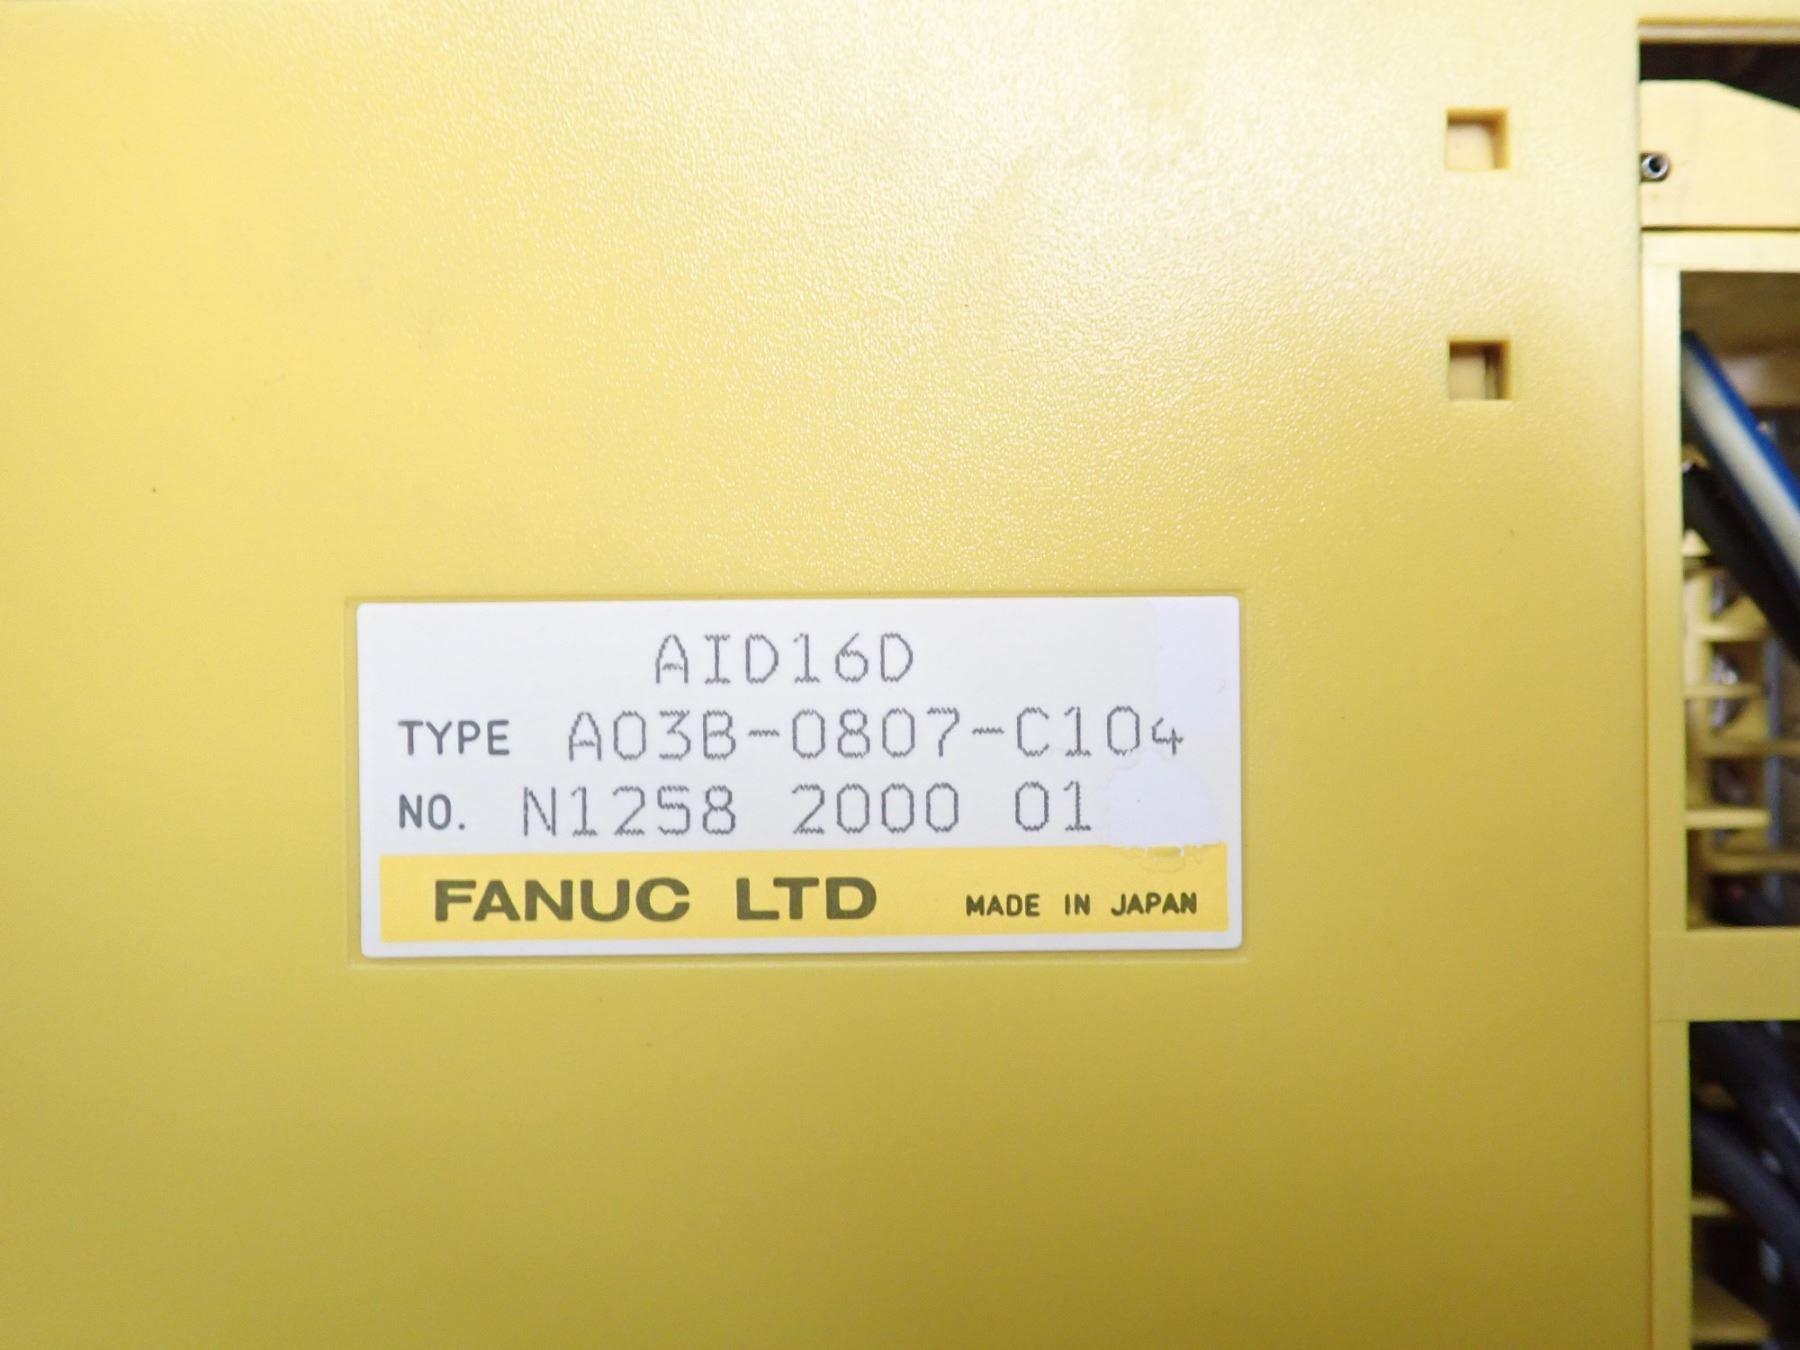 AID16D
TYPE A03B-0807-C104
NO. N1258 2000 01
FANUC LTD MADE IN JAPAN